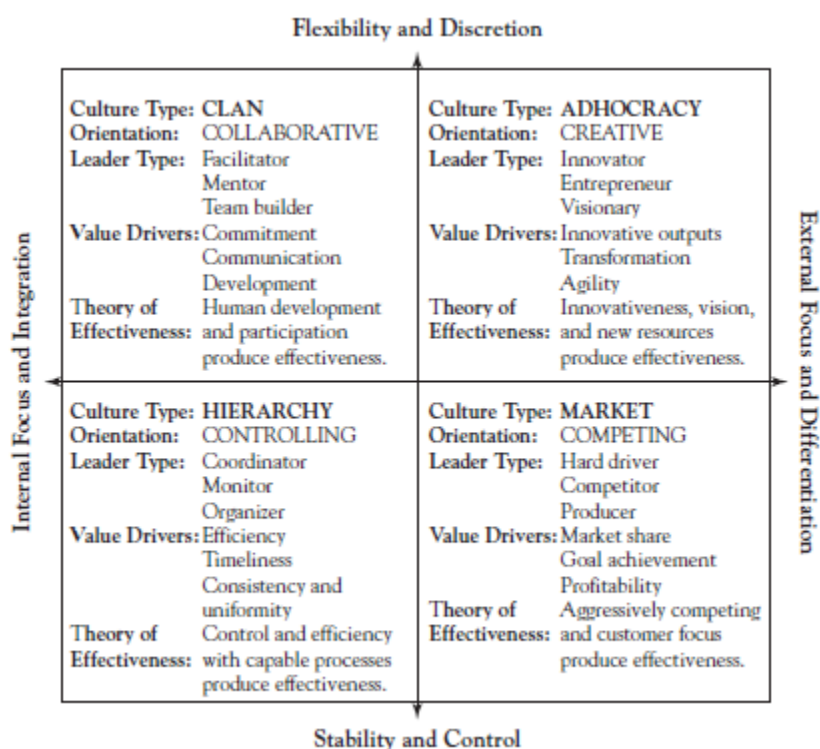 Flexibility and Discretion
Internal Focus and Integration
Culture Type: CLAN
Orientation: COLLABORATIVE
Leader Type: Facilitator
Mentor
Team builder
Value Drivers: Commitment
Communication
Development
Theory of Human development
Effectiveness: and participation
produce effectiveness.
Culture Type: ADHOCRACY
Orientation: CREATIVE
Leader Type: Innovator
Entrepreneur
Visionary
Value Drivers: Innovative outputs
Transformation
Agility
Theory of Innovativeness, vision,
Effectiveness: and new resources
produce effectiveness.
Culture Type: HIERARCHY
Orientation: CONTROLLING
Leader Type: Coordinator
Monitor
Organizer
Value Drivers: Efficiency
Timeliness
Consistency and
uniformity
Theory of Control and efficiency
Effectiveness: with capable processes
produce effectiveness.
Culture Type: MARKET
Orientation: COMPETING
Leader Type: Hard driver
Competitor
Producer
Value Drivers: Market share
Goal achievement
Profitability
Theory of Aggressively competing
Effectiveness: and customer focus
produce effectiveness.
External Focus and Differentiation
Stability and Control